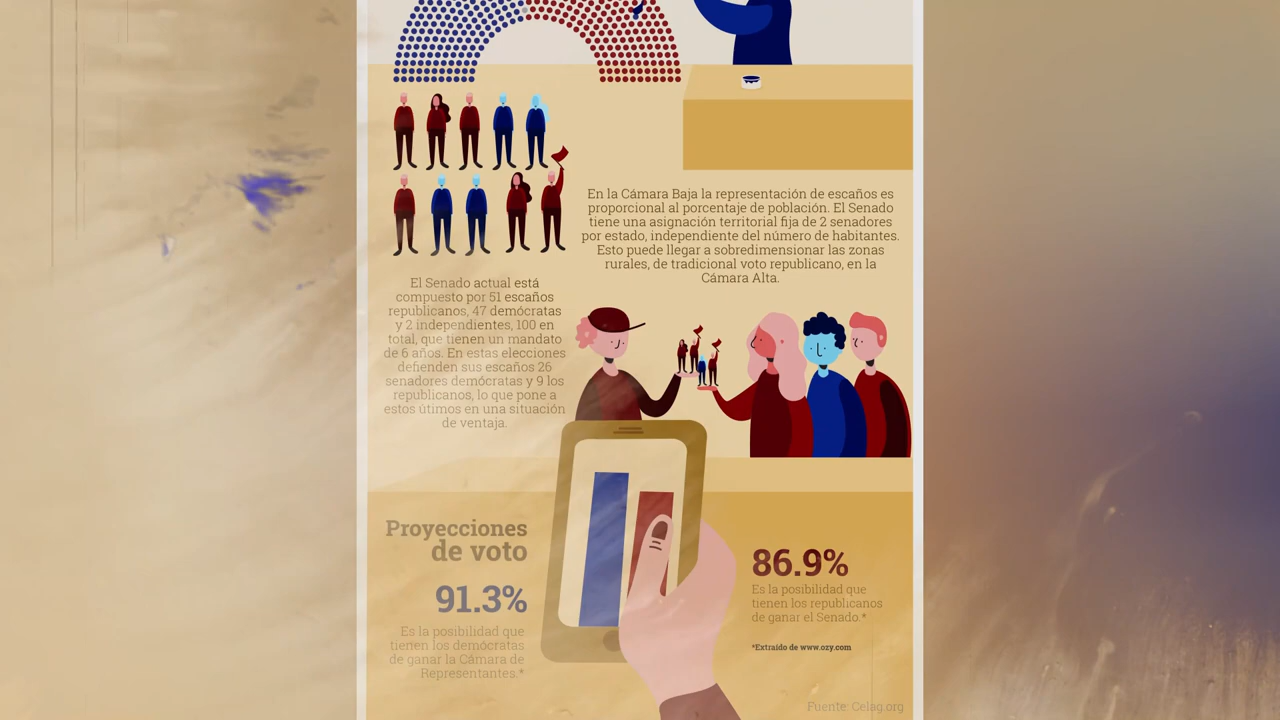 En la Cámara Baja la representación de escaños es
proporcional al porcentaje de población. El Senado
tiene una asignación territorial fija de 2 senadores
por estado, independiente del número de habitantes.
Esto puede llegar a sobredimensionar las zonas
rurales, de tradicional voto republicano, en la
Cámara Alta.
El Senado actual está
compuesto por 51 escaños
republicanos, 47 demócratas
y 2 independientes, 100 en
total, que tienen un mandato
de 6 años. En estas elecciones
defienden sus escaños 26
senadores demócratas y 9 los
republicanos, lo que pone a
estos útimos en una situación
de ventaja.
Proyecciones
de voto
91.3%
Es la posibilidad que
tienen los demócratas
de ganar la Cámara de
Representantes.*
86.9%
Es la posibilidad que
tienen los republicanos
de ganar el Senado.*
*Extraído de www.ozy.com
Fuente: Celag.org